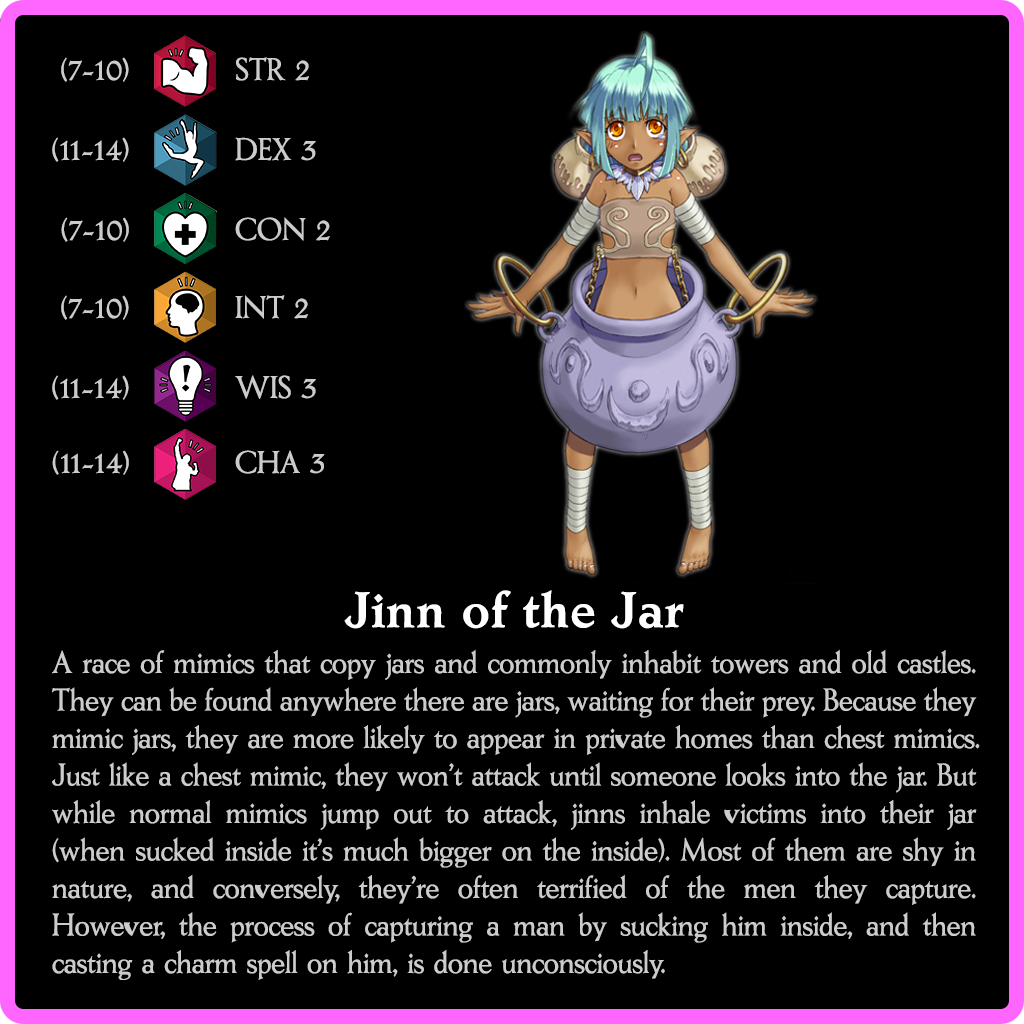 (7-10) STR 2
(11-14) DEX 3
(7-10) CON 2
(7-10) INT 2
(11-14) WIS 3
(11-14) CHA 3
Jinn of the Jar
A race of mimics that copy jars and commonly inhabit towers and old castles.
They can be found anywhere there are jars, waiting for their prey. Because they
mimic jars, they are more likely to appear in private homes than chest mimics.
Just like a chest mimic, they won't attack until someone looks into the jar. But
while normal mimics jump out to attack, jinns inhale victims into their jar
(when sucked inside it's much bigger on the inside). Most of them are shy in
nature, and conversely, they're often terrified of the men they capture.
However, the process of capturing a man by sucking him inside, and then
casting a charm spell on him, is done unconsciously.